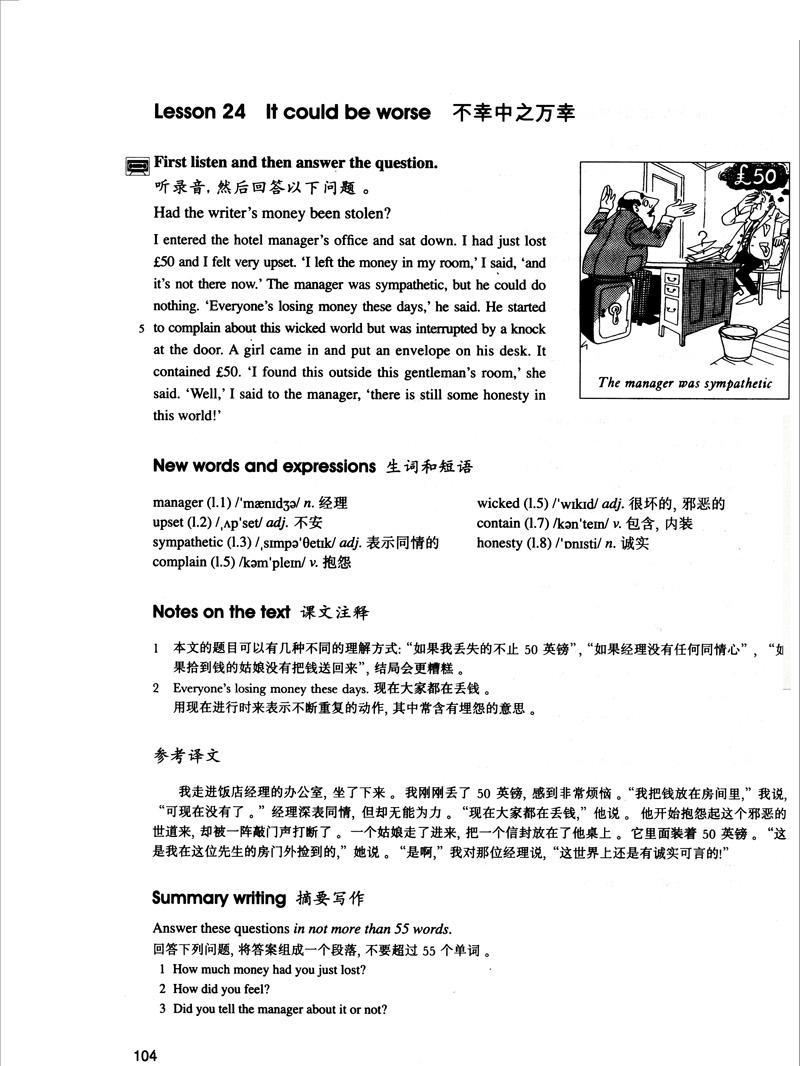 Lesson 24 It could be worse 不幸中之万幸
First listen and then answer the question.
听录音，然后回答以下问题。
Had the writer's money been stolen?
I entered the hotel manager's office and sat down. I had just lost
£50 and I felt very upset. 'I left the money in my room,' I said, 'and
it's not there now.' The manager was sympathetic, but he could do
nothing. 'Everyone's losing money these days,' he said. He started
5 to complain about this wicked world but was interrupted by a knock
at the door. A girl came in and put an envelope on his desk. It
contained £50. 'I found this outside this gentleman's room,' she
said. 'Well,' I said to the manager, 'there is still some honesty in
this world!'
£50
The manager was sympathetic
New words and expressions 生词和短语
manager (l.1) /ˈmænɪdʒə/ n. 经理
upset (l.2) /ˌʌpˈset/ adj. 不安
sympathetic (l.3) /ˌsɪmpəˈθetɪk/ adj. 表示同情的
complain (l.5) /kəmˈpleɪn/ v. 抱怨
wicked (l.5) /ˈwɪkɪd/ adj. 很坏的, 邪恶的
contain (l.7) /kənˈteɪn/ v. 包含, 内装
honesty (l.8) /ˈɒnɪsti/ n. 诚实
Notes on the text 课文注释
1 本文的题目可以有几种不同的理解方式: “如果我丢失的不止 50 英镑”, “如果经理没有任何同情心”, “如
果拾到钱的姑娘没有把钱送回来”, 结局会更糟糕。
2 Everyone's losing money these days. 现在大家都在丢钱。
用现在进行时来表示不断重复的动作, 其中常含有埋怨的意思。
参考译文
我走进饭店经理的办公室, 坐了下来。我刚刚丢了 50 英镑, 感到非常烦恼。“我把钱放在房间里,” 我说,
“可现在没有了。” 经理深表同情, 但却无能为力。“现在大家都在丢钱,” 他说。他开始抱怨起这个邪恶的
世道来, 却被一阵敲门声打断了。一个姑娘走了进来, 把一个信封放在了他桌上。它里面装着 50 英镑。“这
是我在这位先生的房门外捡到的,” 她说。“是啊,” 我对那位经理说, “这世界上还是有诚实可言的!”
Summary writing 摘要写作
Answer these questions in not more than 55 words.
回答下列问题, 将答案组成一个段落, 不要超过 55 个单词。
1 How much money had you just lost?
2 How did you feel?
3 Did you tell the manager about it or not?
104